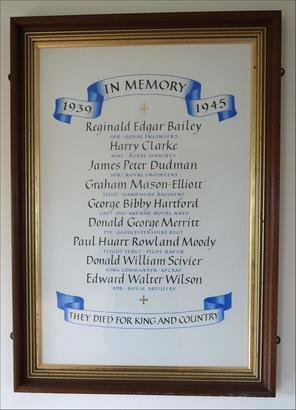 IN MEMORY
1939 1945
Reginald Edgar Bailey
SPR · ROYAL ENGINEERS
Harry Clarke
MNE · ROYAL MARINES
James Peter Dudman
SPR · ROYAL ENGINEERS
Graham Mason-Elliott
LIEUT · HAMPSHIRE REGIMENT
George Bibby Hartford
CAPT · DSO AND BAR · ROYAL NAVY
Donald George Merritt
PTE · GLOUCESTERSHIRE REGT
Paul Huart Rowland Moody
FLIGHT SERGT · PILOT RAFVR
Donald William Scivier
WING COMMANDER · AFC RAF
Edward Walter Wilson
BDR · ROYAL ARTILLERY
THEY DIED FOR KING AND COUNTRY